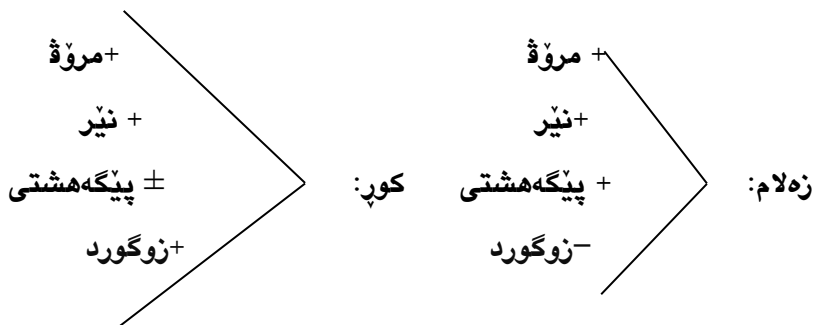 زەلام:
+ مرۆڤ
+نێر
+ پێگەهشتی
–زوگورد
کوڕ:
+مرۆڤ
+ نێر
± پێگەهشتی
+زوگورد